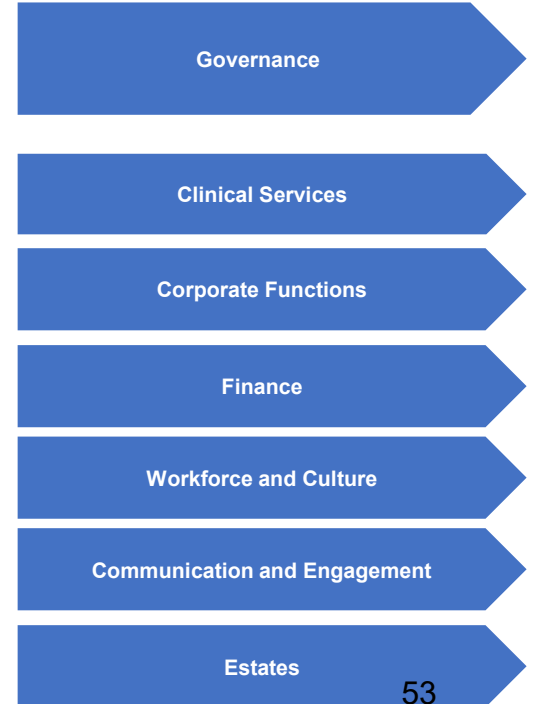 Governance
Clinical Services
Corporate Functions
Finance
Workforce and Culture
Communication and Engagement
Estates
53